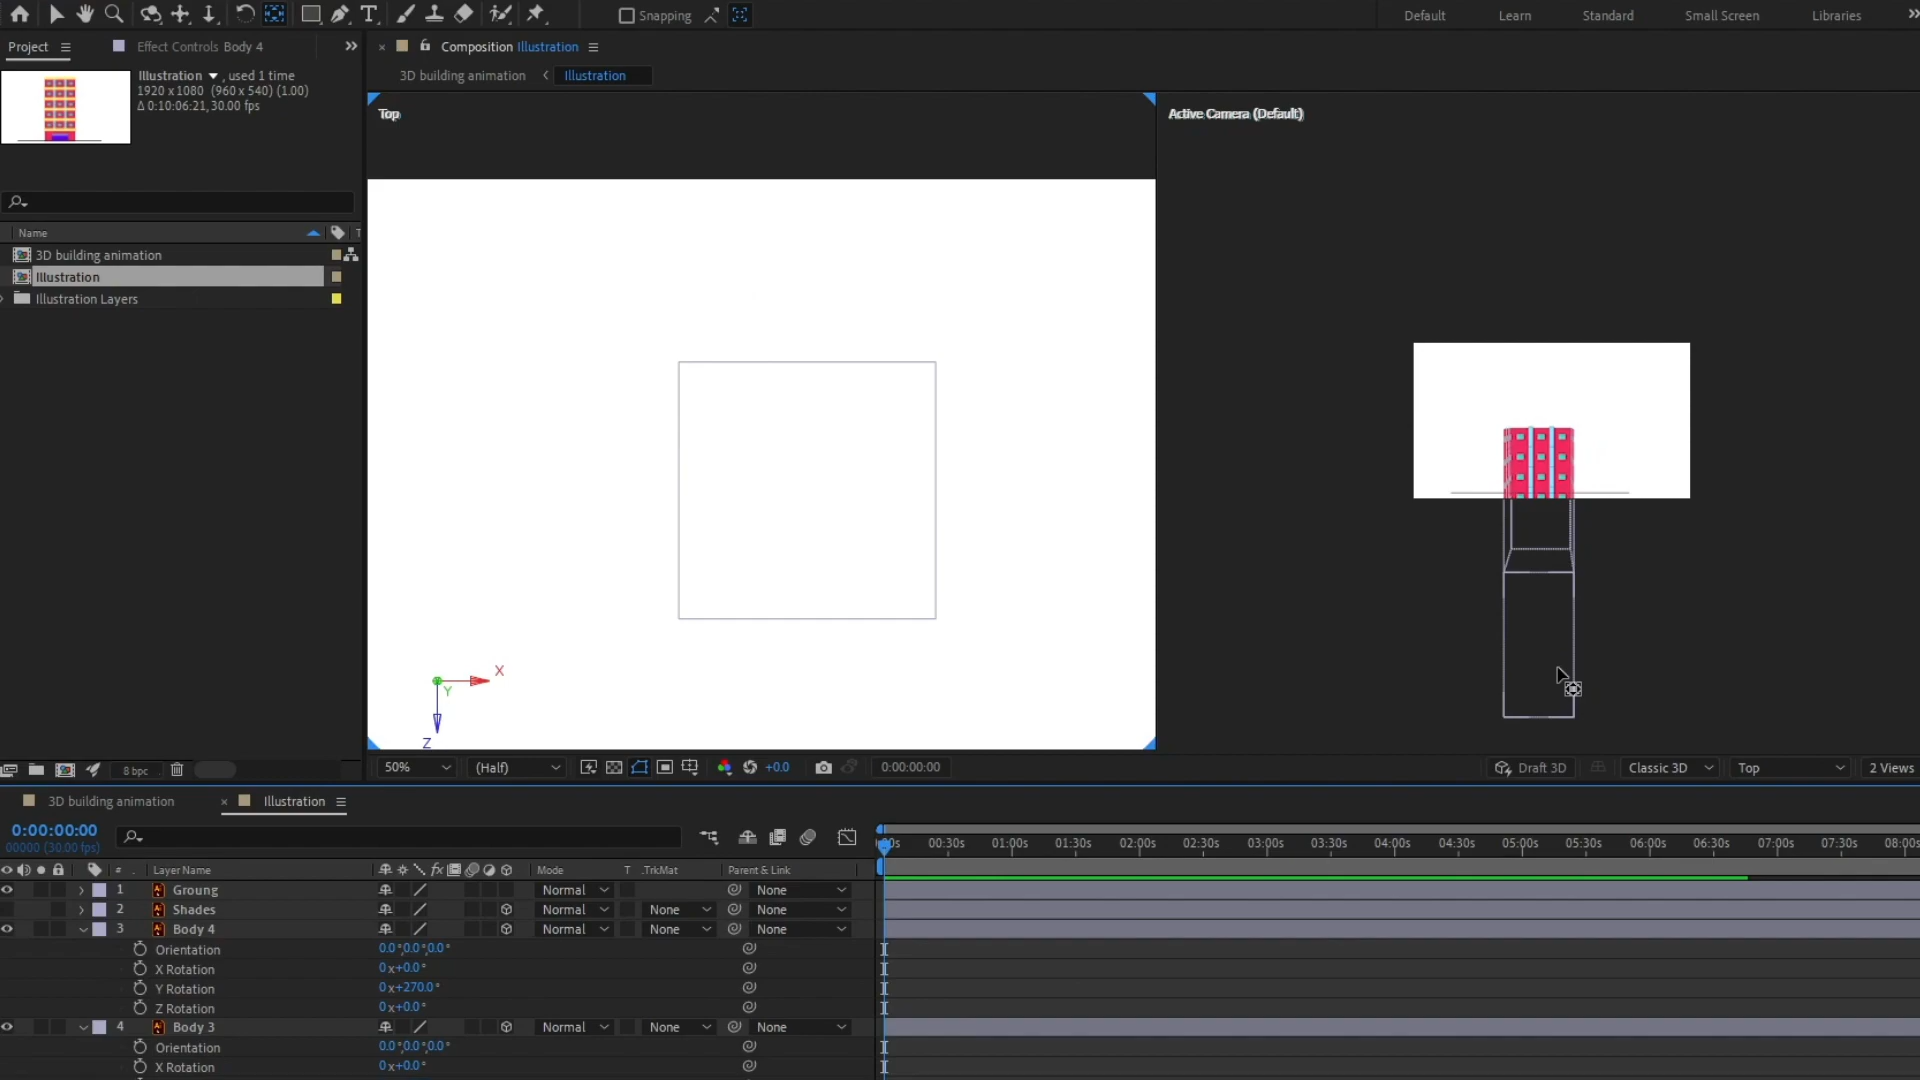 Snapping
Default
Learn
Standard
Small Screen
Libraries
Project
Effect Controls Body 4
Composition Illustration
Illustration , used 1 time
1920 x 1080 (960 x 540) (1.00)
Δ 0:10:06:21, 30.00 fps
3D building animation
Illustration
Top
Active Camera (Default)
Name
T
3D building animation
Illustration
Illustration Layers
X
Y
Z
8 bpc
50%
(Half)
+0.0
0:00:00:00
Draft 3D
Classic 3D
Top
2 Views
3D building animation
Illustration
0:00:00:00
00000 (30.00 fps)
00s 00:30s 01:00s 01:30s 02:00s 02:30s 03:00s 03:30s 04:00s 04:30s 05:00s 05:30s 06:00s 06:30s 07:00s 07:30s 08:00s
# . Layer Name Mode T .TrkMat Parent & Link
1 Groung Normal None
2 Shades Normal None None
3 Body 4 Normal None None
Orientation 0.0°,0.0°,0.0°
X Rotation 0x+0.0°
Y Rotation 0x+270.0°
Z Rotation 0x+0.0°
4 Body 3 Normal None None
Orientation 0.0°,0.0°,0.0°
X Rotation 0x+0.0°